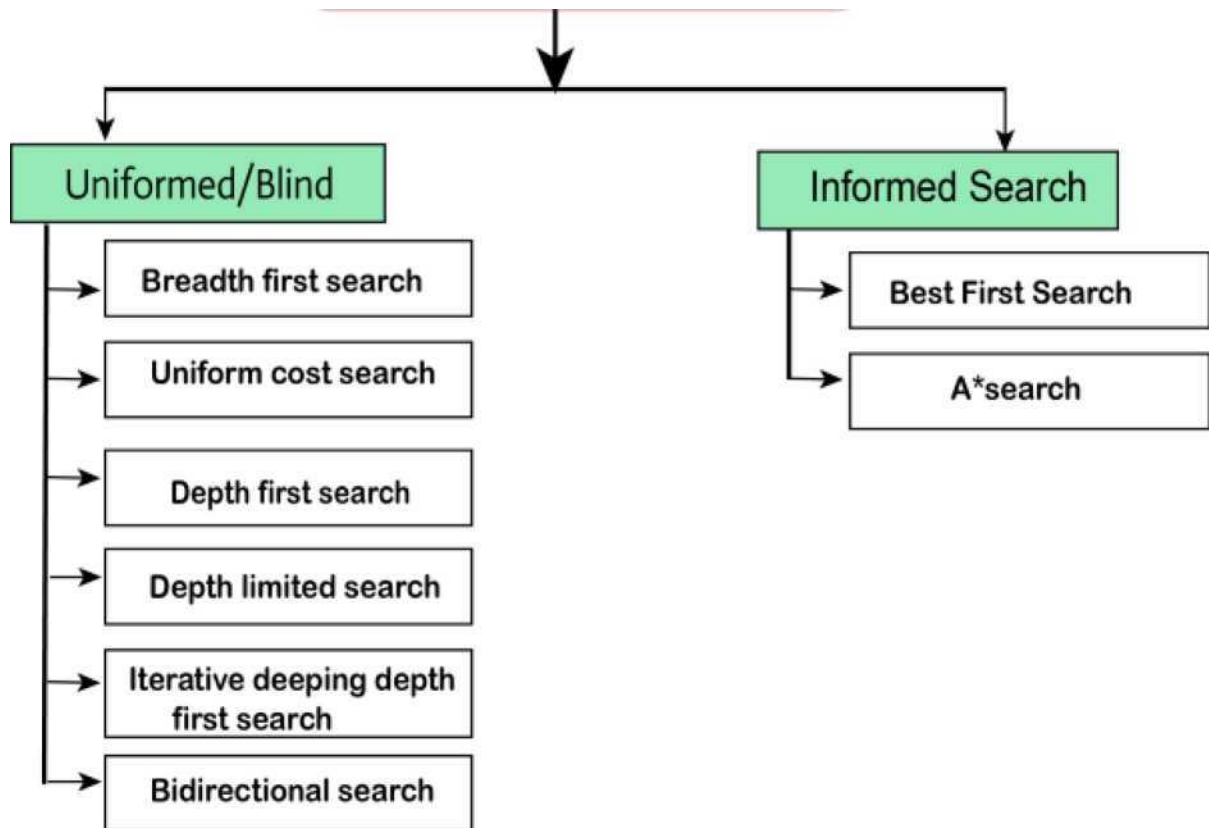 Uniformed/Blind
Informed Search
Breadth first search
Best First Search
Uniform cost search
A*search
Depth first search
Depth limited search
Iterative deeping depth
first search
Bidirectional search